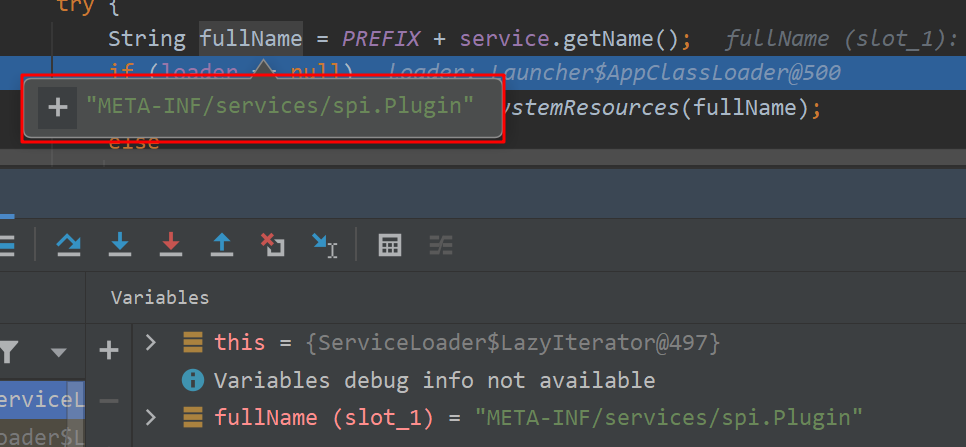 try {
String fullName = PREFIX + service.getName(); fullName (slot_1):
if (loader == null) loader: Launcher$AppClassLoader@500
"META-INF/services/spi.Plugin" ystemResources(fullName);
else
Variables
this = {ServiceLoader$LazyIterator@497}
Variables debug info not available
erviceL
fullName (slot_1) = "META-INF/services/spi.Plugin"
oader$L